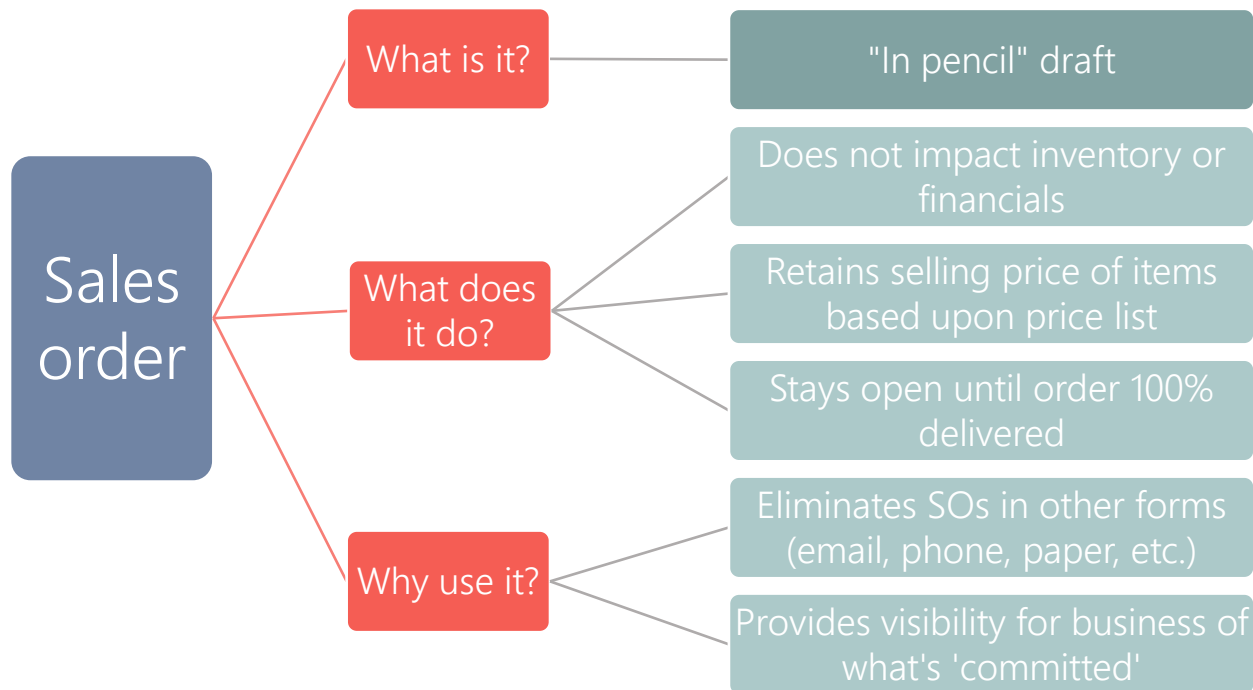 Sales
order
What is it?
"In pencil" draft
What does
it do?
Does not impact inventory or
financials
Retains selling price of items
based upon price list
Stays open until order 100%
delivered
Why use it?
Eliminates SOs in other forms
(email, phone, paper, etc.)
Provides visibility for business of
what's 'committed'